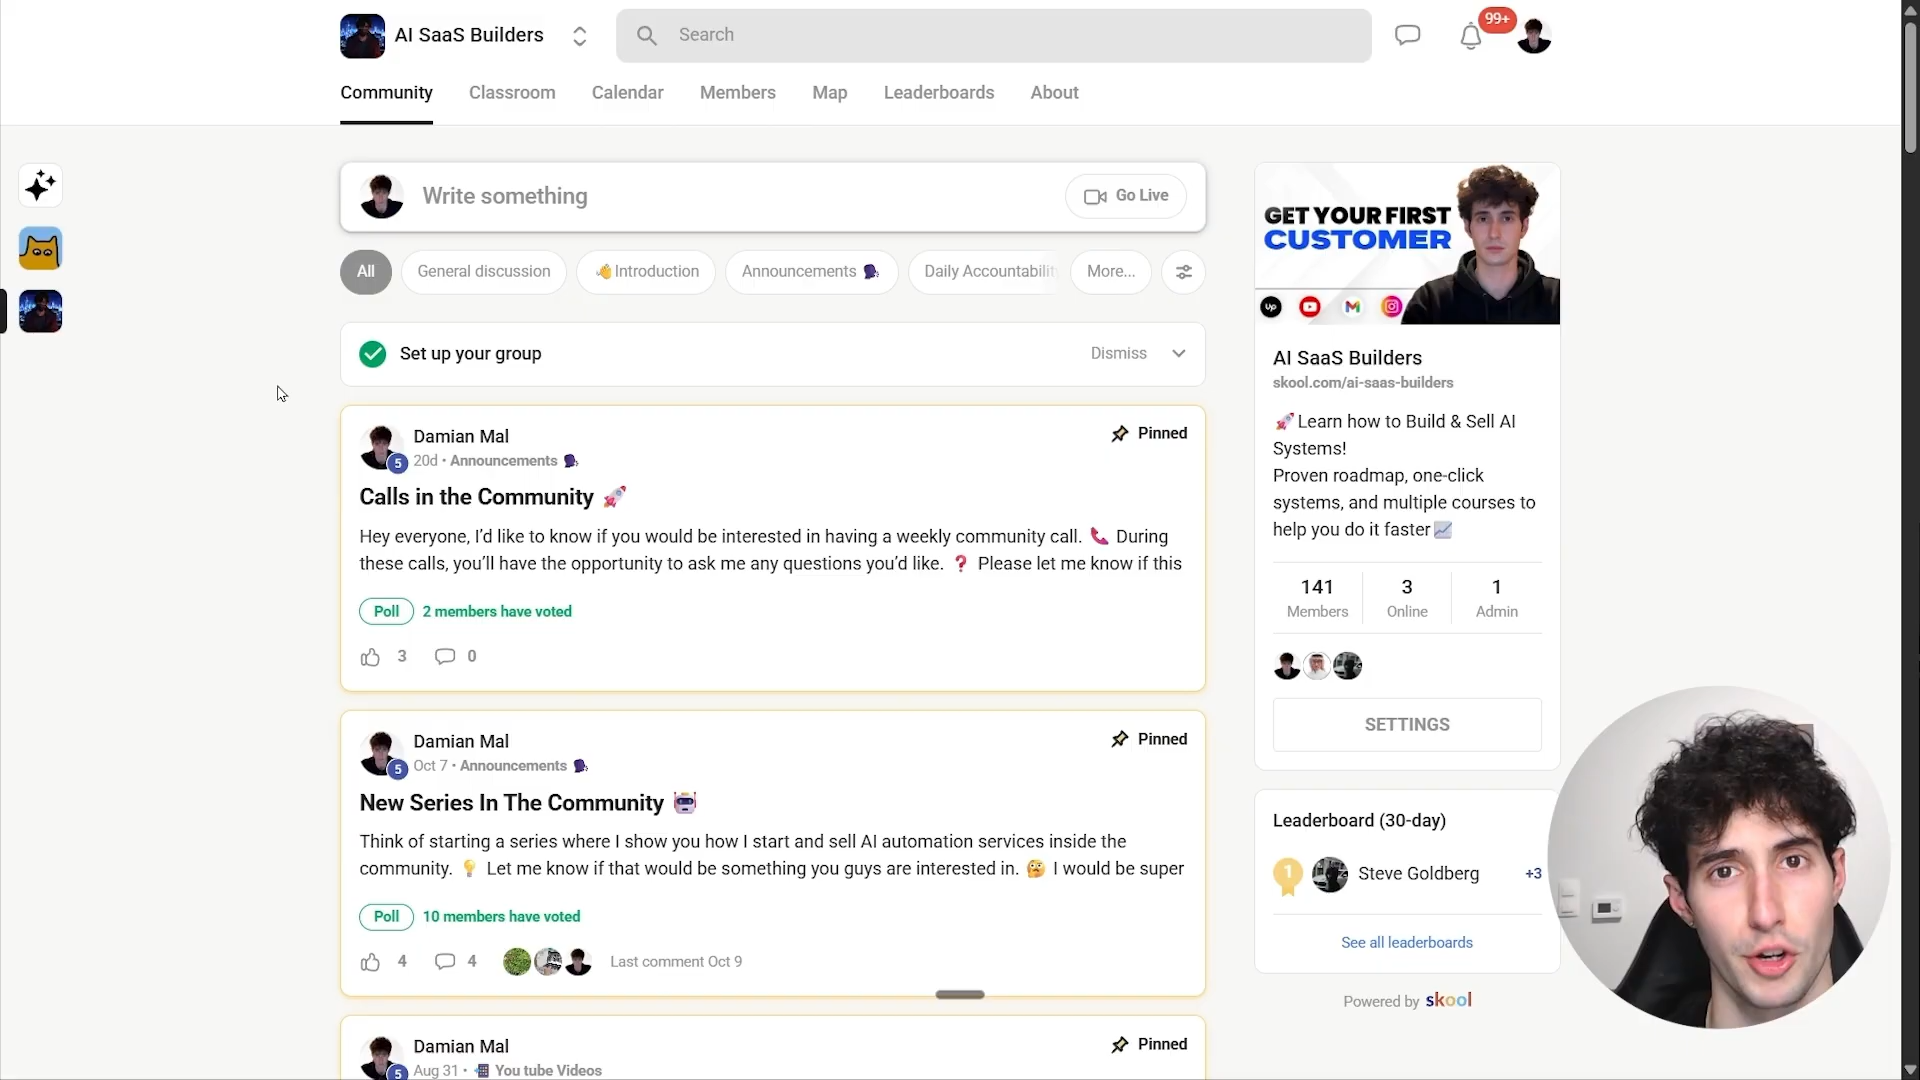 AI SaaS Builders
Search
99+
Community Classroom Calendar Members Map Leaderboards About
Write something
Go Live
All General discussion 👋Introduction Announcements 🗣 Daily Accountabilit More...
Set up your group
Dismiss
Damian Mal
Pinned
5 20d • Announcements 🗣
Calls in the Community 🚀
Hey everyone, I'd like to know if you would be interested in having a weekly community call. 📞 During
these calls, you'll have the opportunity to ask me any questions you'd like. ❓ Please let me know if this
Poll 2 members have voted
3 0
Damian Mal
Pinned
5 Oct 7 • Announcements 🗣
New Series In The Community 🤖
Think of starting a series where I show you how I start and sell AI automation services inside the
community. 💡 Let me know if that would be something you guys are interested in. 🤔 I would be super
Poll 10 members have voted
4 4 Last comment Oct 9
Damian Mal
Pinned
5 Aug 31 • 📲 You tube Videos
GET YOUR FIRST
CUSTOMER
up
AI SaaS Builders
skool.com/ai-saas-builders
🚀Learn how to Build & Sell AI
Systems!
Proven roadmap, one-click
systems, and multiple courses to
help you do it faster📈
141 3 1
Members Online Admin
SETTINGS
Leaderboard (30-day)
1 Steve Goldberg +3
See all leaderboards
Powered by skool